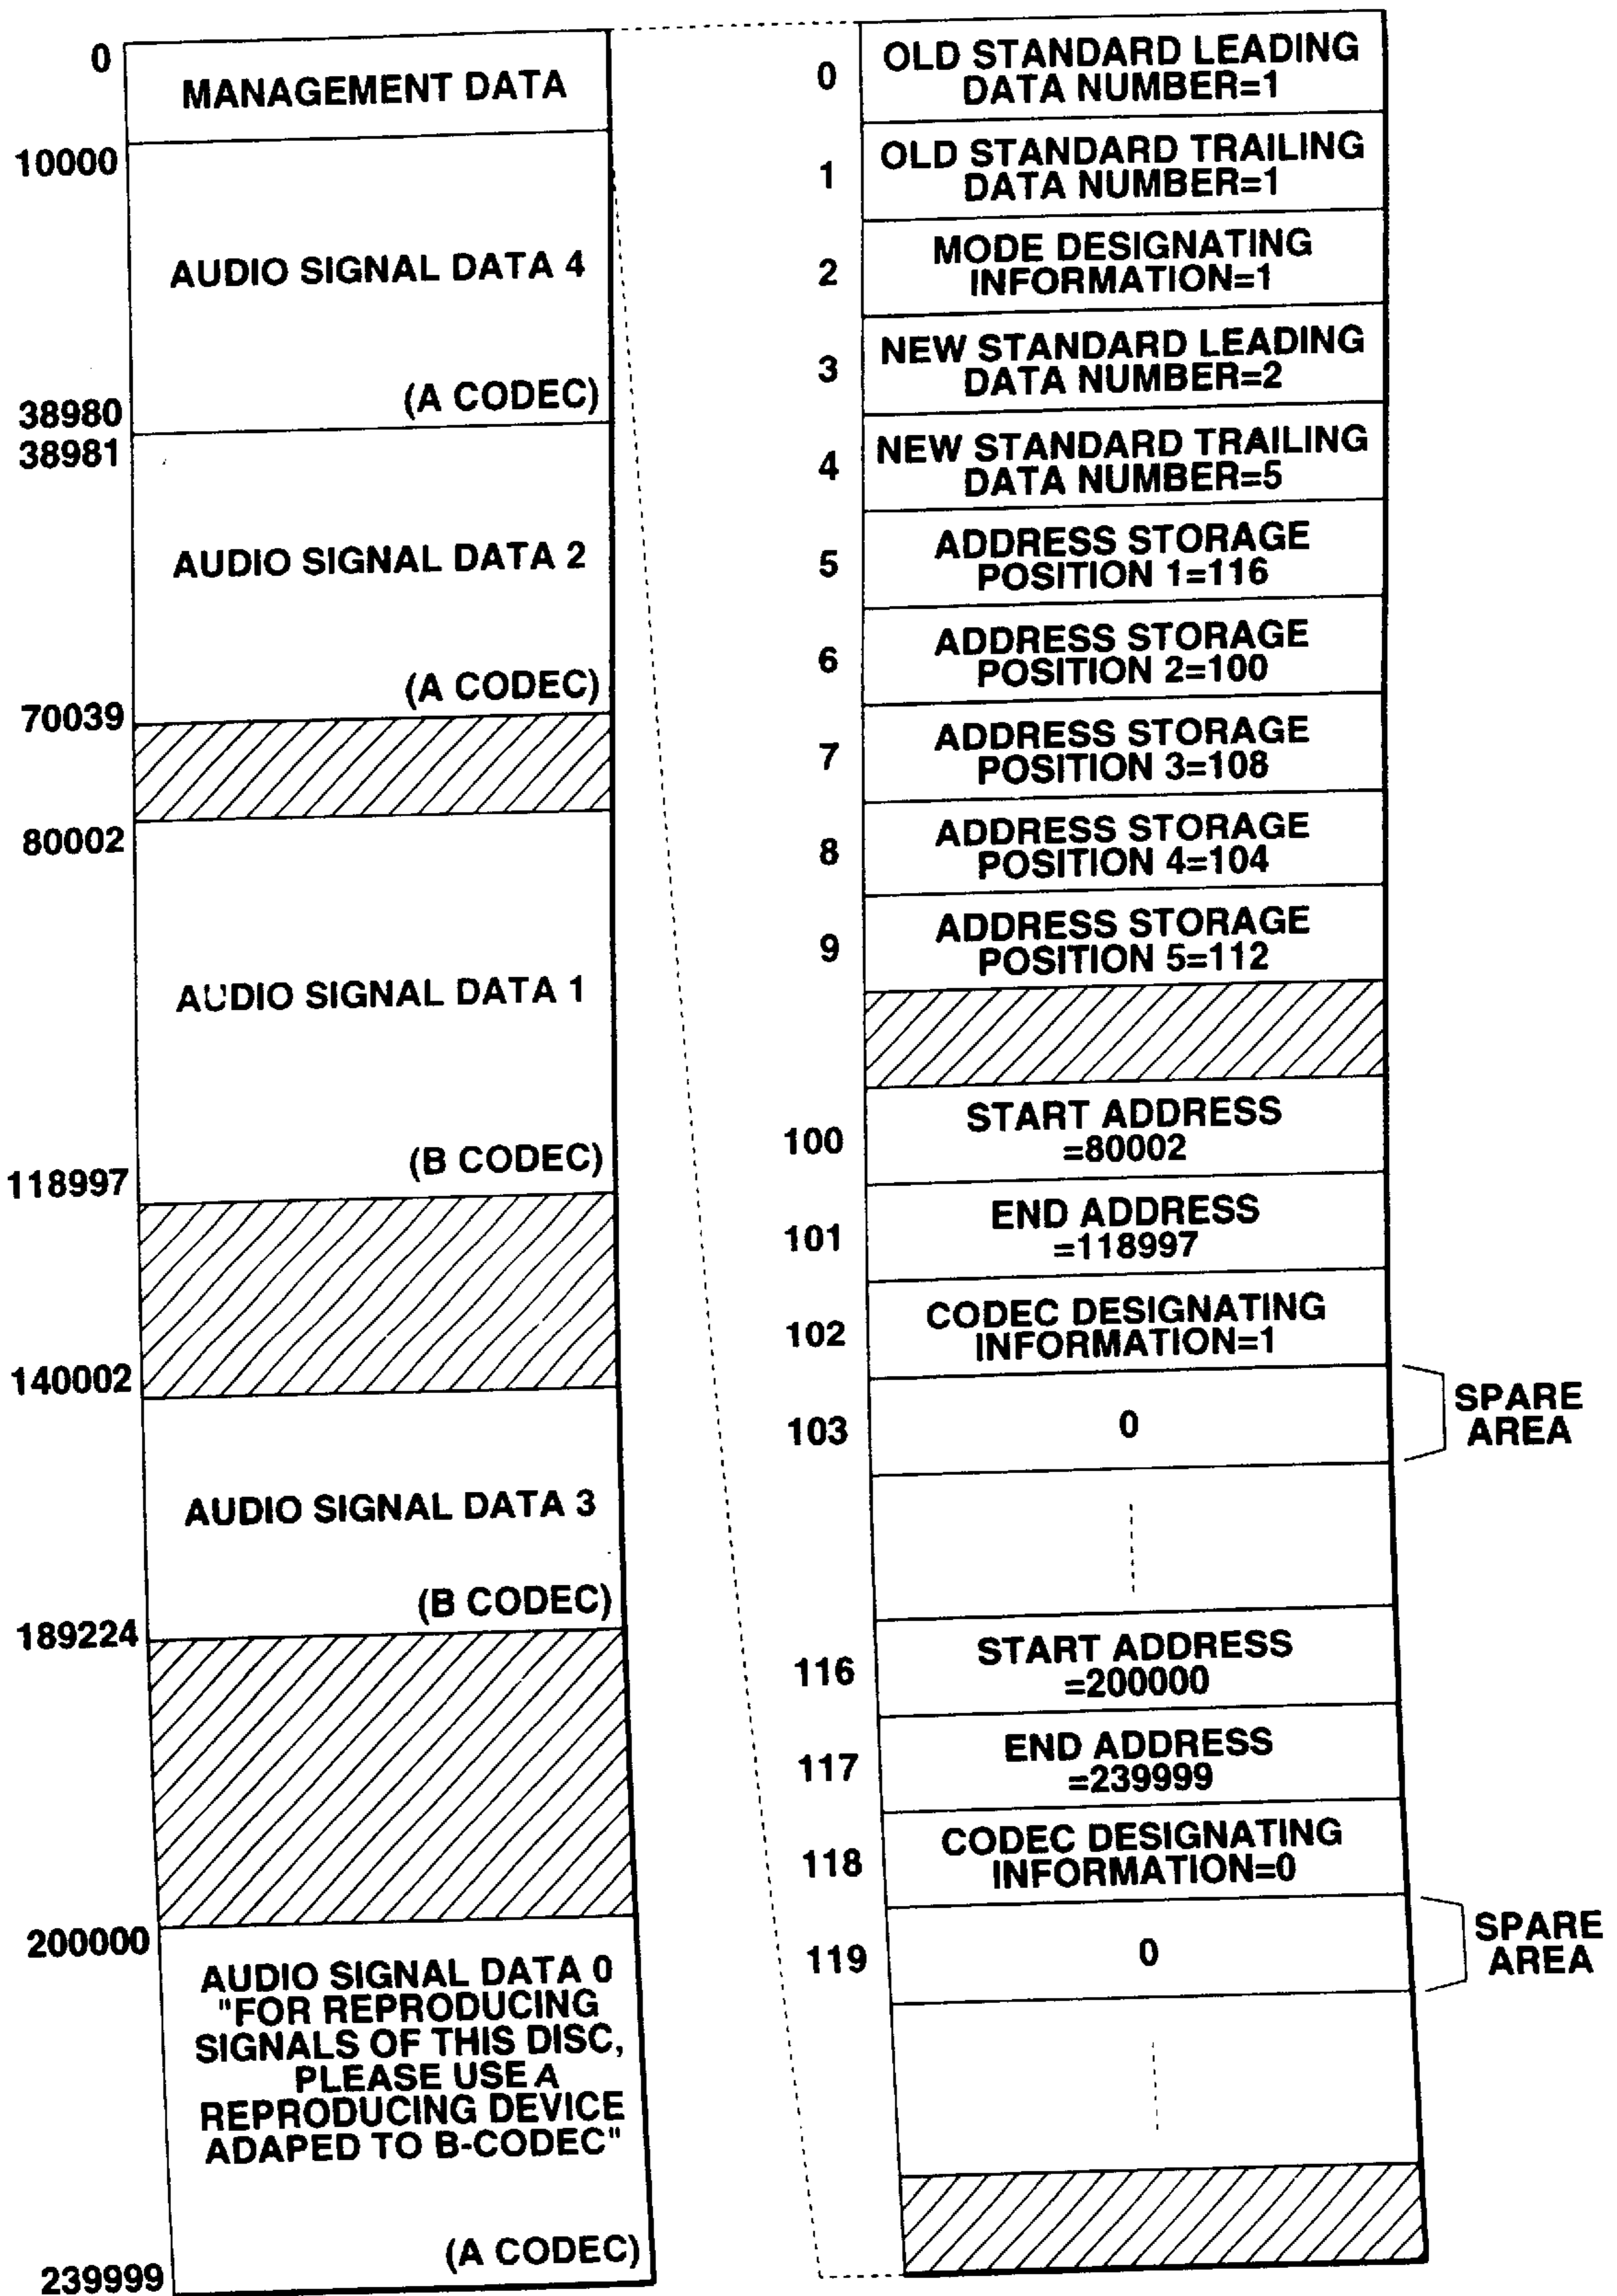 0
MANAGEMENT DATA
10000
AUDIO SIGNAL DATA 4
(A CODEC)
38980
38981
AUDIO SIGNAL DATA 2
(A CODEC)
70039
80002
AUDIO SIGNAL DATA 1
(B CODEC)
118997
140002
AUDIO SIGNAL DATA 3
(B CODEC)
189224
200000
AUDIO SIGNAL DATA 0
"FOR REPRODUCING
SIGNALS OF THIS DISC,
PLEASE USE A
REPRODUCING DEVICE
ADAPED TO B-CODEC"
(A CODEC)
239999
0
OLD STANDARD LEADING
DATA NUMBER=1
1
OLD STANDARD TRAILING
DATA NUMBER=1
2
MODE DESIGNATING
INFORMATION=1
3
NEW STANDARD LEADING
DATA NUMBER=2
4
NEW STANDARD TRAILING
DATA NUMBER=5
5
ADDRESS STORAGE
POSITION 1=116
6
ADDRESS STORAGE
POSITION 2=100
7
ADDRESS STORAGE
POSITION 3=108
8
ADDRESS STORAGE
POSITION 4=104
9
ADDRESS STORAGE
POSITION 5=112
100
START ADDRESS
=80002
101
END ADDRESS
=118997
102
CODEC DESIGNATING
INFORMATION=1
103
0
SPARE
AREA
116
START ADDRESS
=200000
117
END ADDRESS
=239999
118
CODEC DESIGNATING
INFORMATION=0
119
0
SPARE
AREA